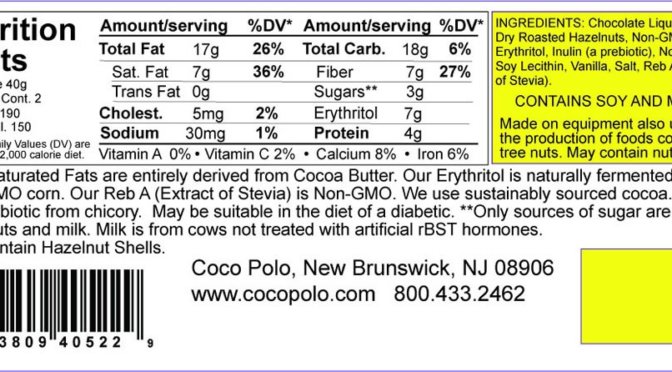 rition
ts
40g
Cont. 2
190
150
ily Values (DV) are
2,000 calorie diet.
Amount/serving %DV* Amount/serving %DV*
Total Fat 17g 26% Total Carb. 18g 6%
Sat. Fat 7g 36% Fiber 7g 27%
Trans Fat 0g Sugars** 3g
Cholest. 5mg 2% Erythritol 7g
Sodium 30mg 1% Protein 4g
Vitamin A 0% • Vitamin C 2% • Calcium 8% • Iron 6%
INGREDIENTS: Chocolate Liqu
Dry Roasted Hazelnuts, Non-GM
Erythritol, Inulin (a prebiotic), No
Soy Lecithin, Vanilla, Salt, Reb A
of Stevia).
CONTAINS SOY AND M
Made on equipment also u
the production of foods co
tree nuts. May contain nut
aturated Fats are entirely derived from Cocoa Butter. Our Erythritol is naturally fermented
MO corn. Our Reb A (Extract of Stevia) is Non-GMO. We use sustainably sourced cocoa.
biotic from chicory. May be suitable in the diet of a diabetic. **Only sources of sugar are
uts and milk. Milk is from cows not treated with artificial rBST hormones.
ntain Hazelnut Shells.
Coco Polo, New Brunswick, NJ 08906
www.cocopolo.com 800.433.2462
3809 40522 9